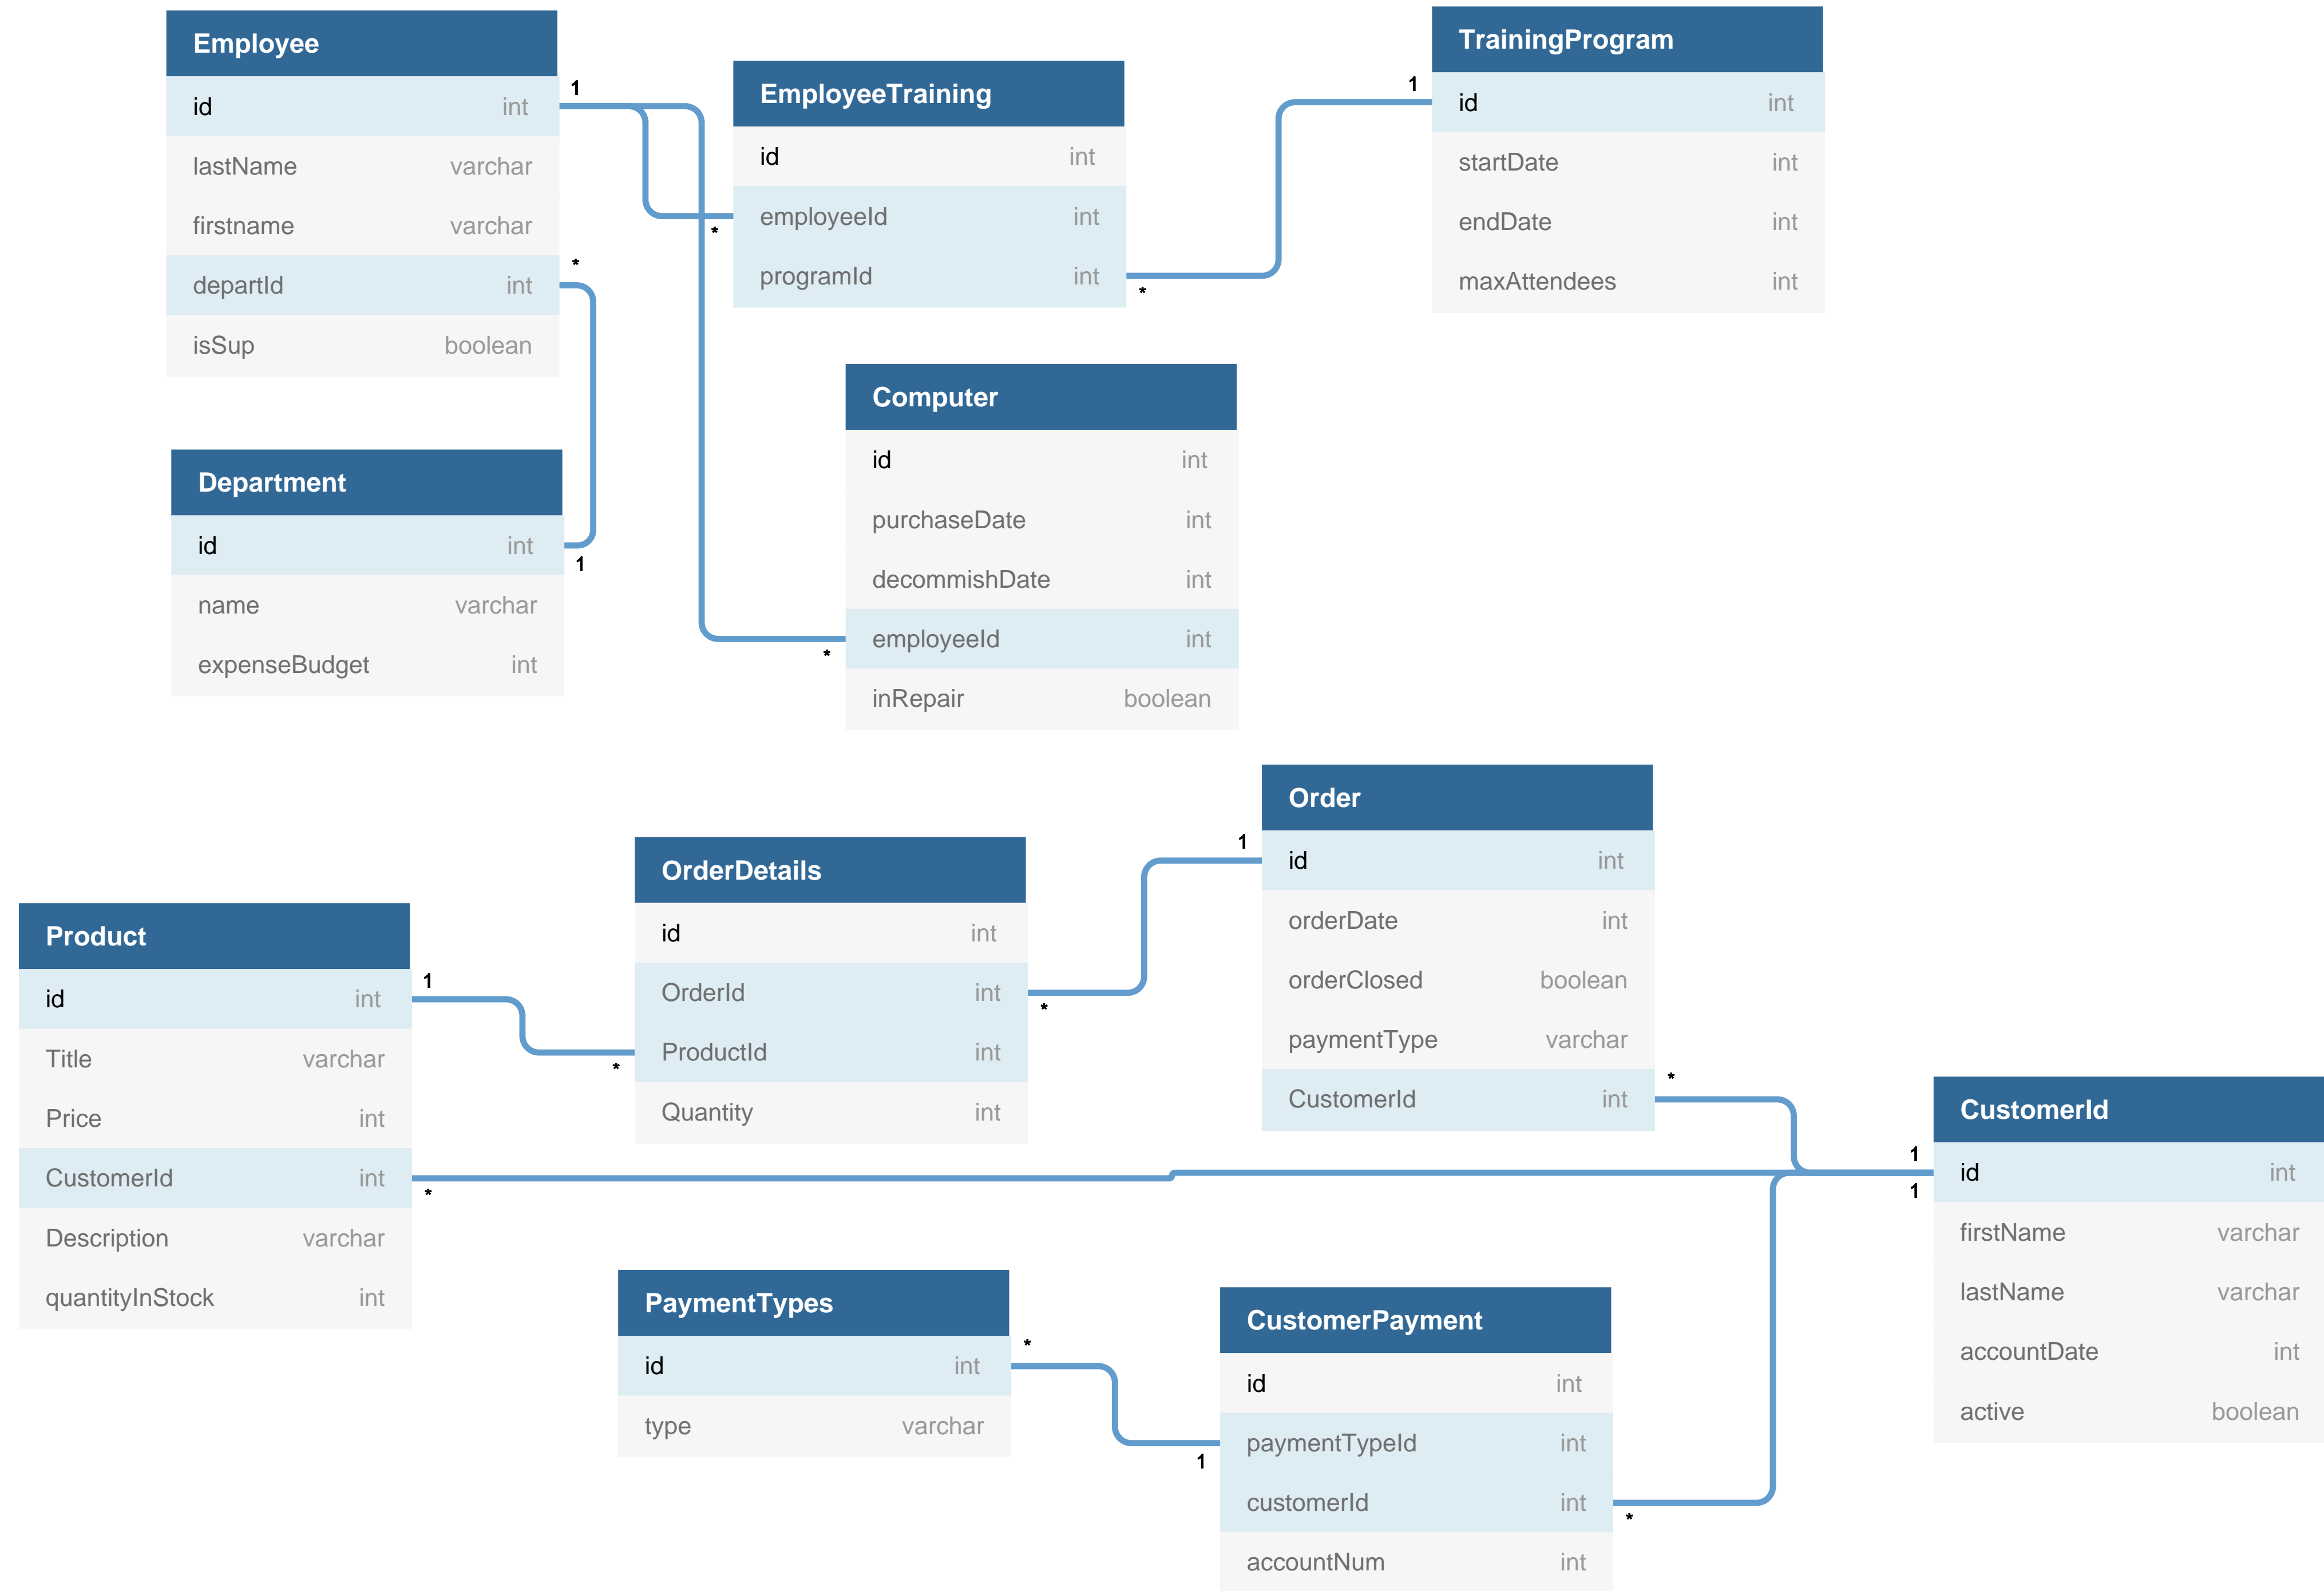 Employee
id int
lastName varchar
firstname varchar
departId int
isSup boolean
1
*
EmployeeTraining
id int
employeeId int
programId int
*
*
TrainingProgram
id int
startDate int
endDate int
maxAttendees int
1
Department
id int
name varchar
expenseBudget int
1
Computer
id int
purchaseDate int
decommishDate int
employeeId int
inRepair boolean
*
Product
id int
Title varchar
Price int
CustomerId int
Description varchar
quantityInStock int
1
*
OrderDetails
id int
OrderId int
ProductId int
Quantity int
*
*
Order
id int
orderDate int
orderClosed boolean
paymentType varchar
CustomerId int
1
*
CustomerId
id int
firstName varchar
lastName varchar
accountDate int
active boolean
1
1
PaymentTypes
id int
type varchar
*
CustomerPayment
id int
paymentTypeId int
customerId int
accountNum int
1
*